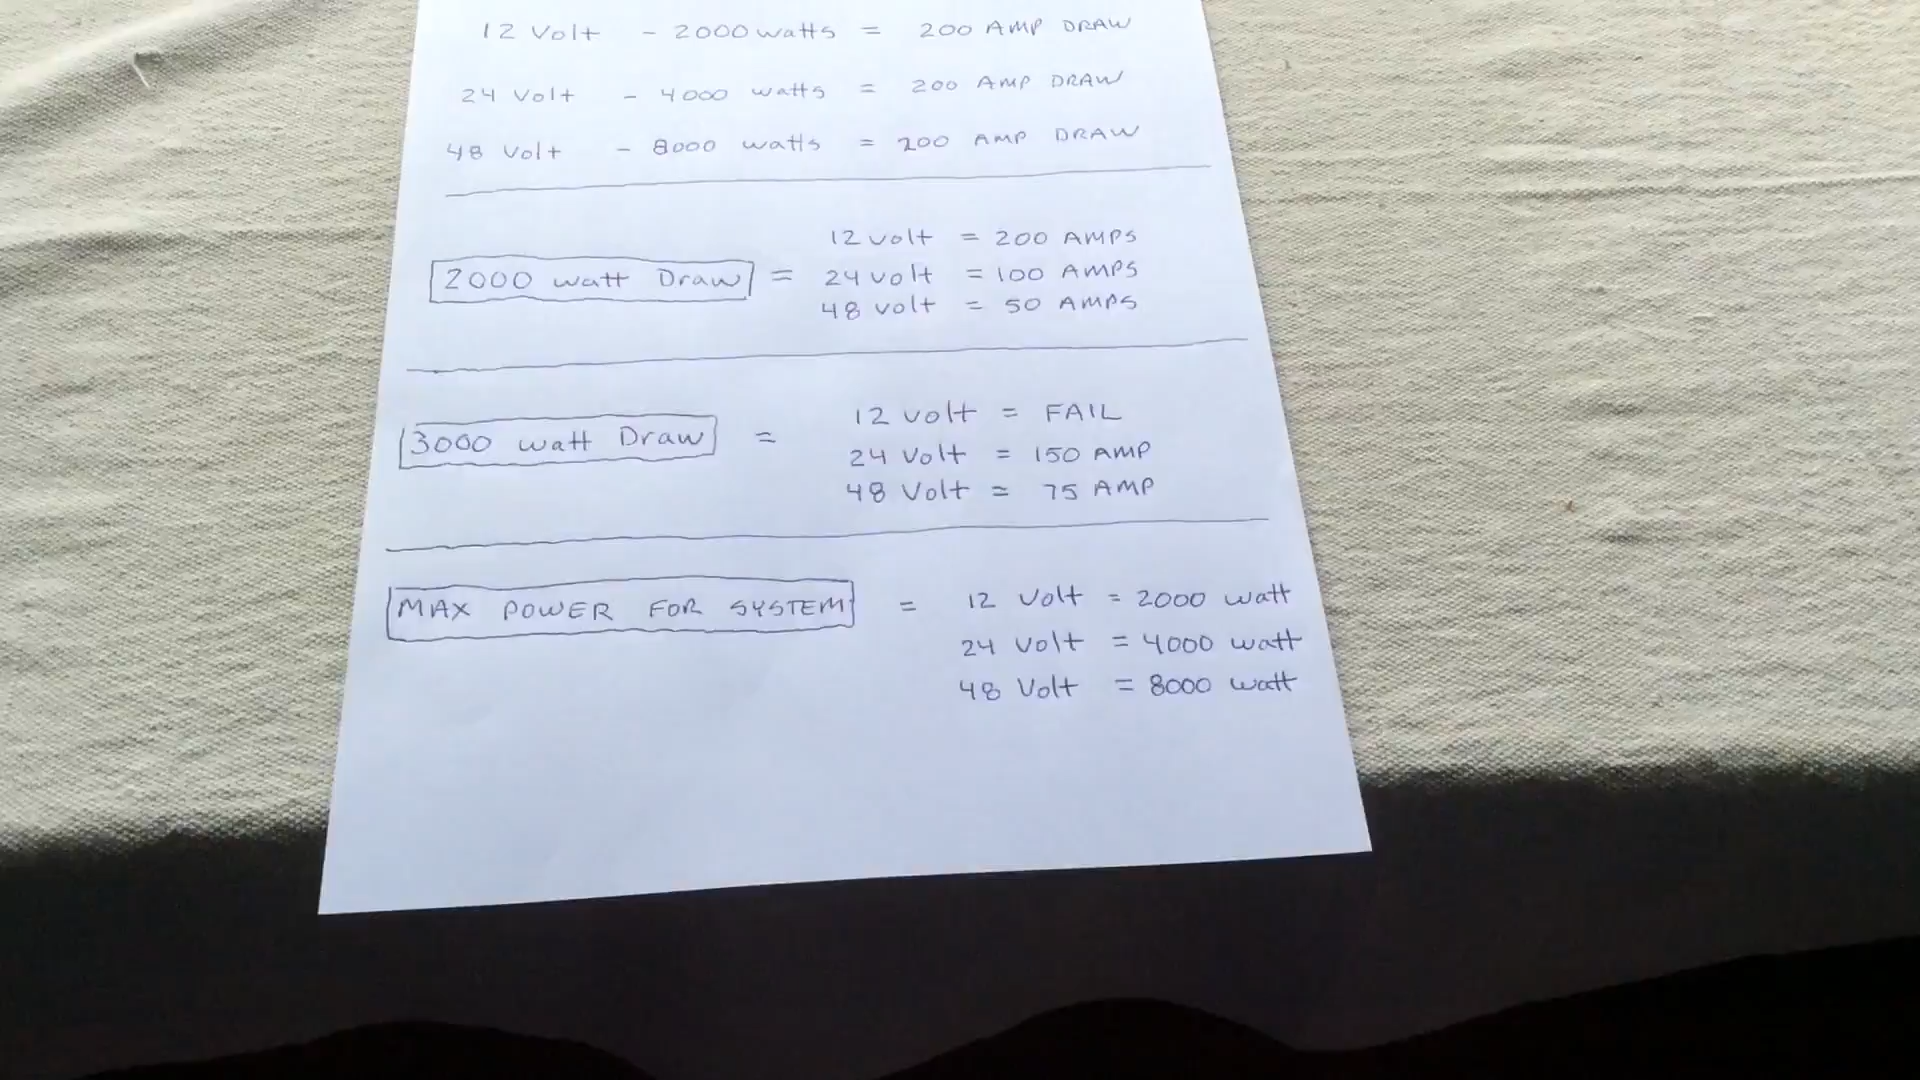 12 Volt - 2000 watts = 200 AMP DRAW
24 Volt - 4000 watts = 200 AMP DRAW
48 Volt - 8000 watts = 200 AMP DRAW
12 volt = 200 AMPS
2000 watt Draw = 24 volt = 100 AMPS
48 volt = 50 AMPS
12 volt = FAIL
3000 watt Draw = 24 Volt = 150 AMP
48 Volt = 75 AMP
MAX POWER FOR SYSTEM = 12 Volt = 2000 watt
24 Volt = 4000 watt
48 Volt = 8000 watt